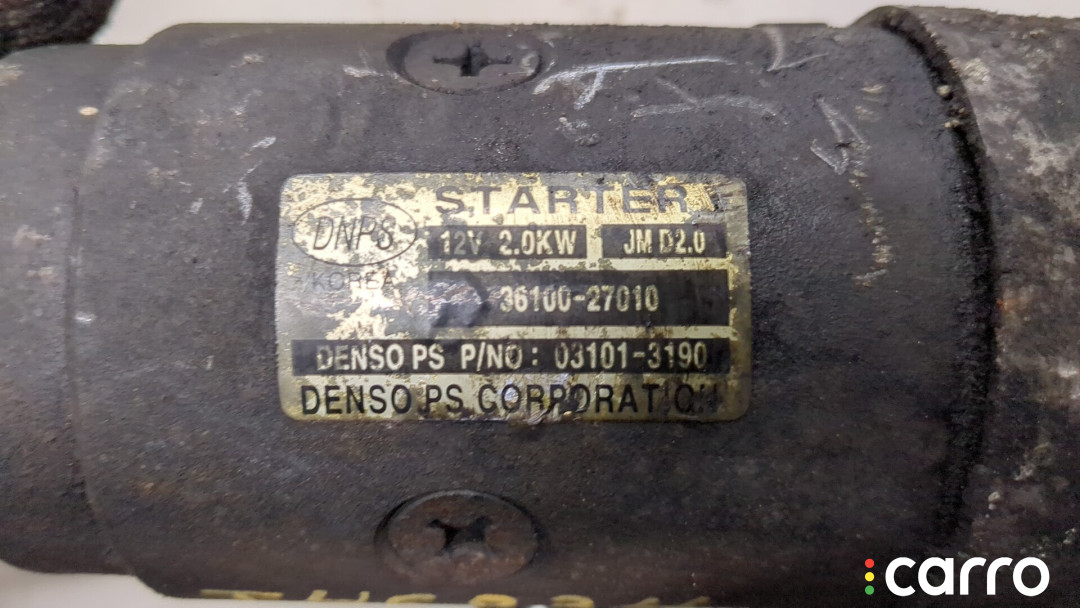 STARTER
DNPS
12V 2.0KW JM D2.0
KOREA
36100-27010
DENSO PS P/NO: 03101-3190
DENSO PS CORPORATION
carro